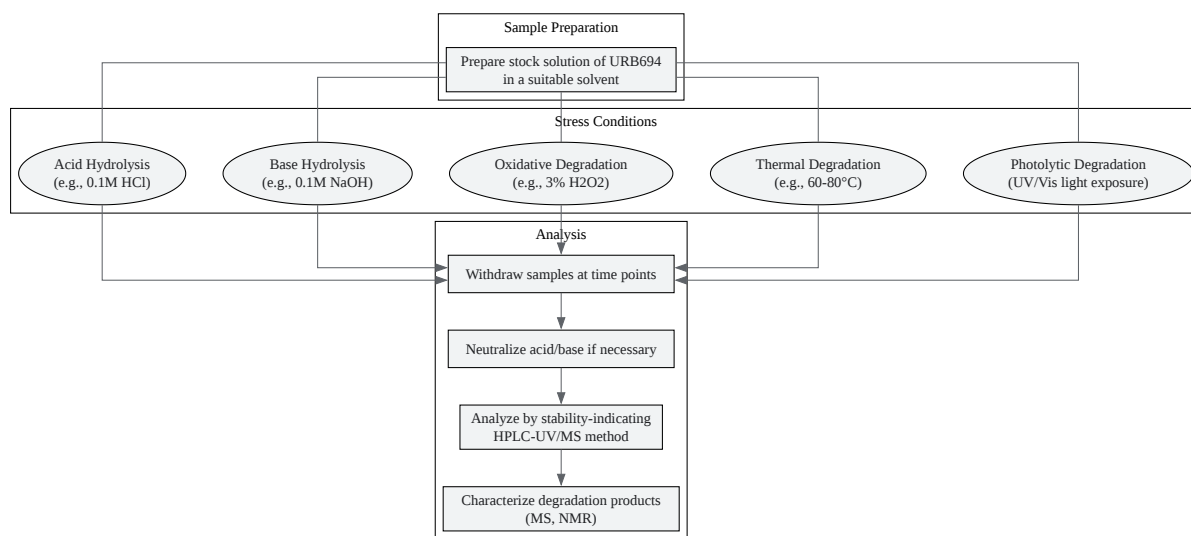 Sample Preparation
Prepare stock solution of URB694
in a suitable solvent
Stress Conditions
Acid Hydrolysis
(e.g., 0.1M HCl)
Base Hydrolysis
(e.g., 0.1M NaOH)
Oxidative Degradation
(e.g., 3% H2O2)
Thermal Degradation
(e.g., 60-80°C)
Photolytic Degradation
(UV/Vis light exposure)
Analysis
Withdraw samples at time points
Neutralize acid/base if necessary
Analyze by stability-indicating
HPLC-UV/MS method
Characterize degradation products
(MS, NMR)